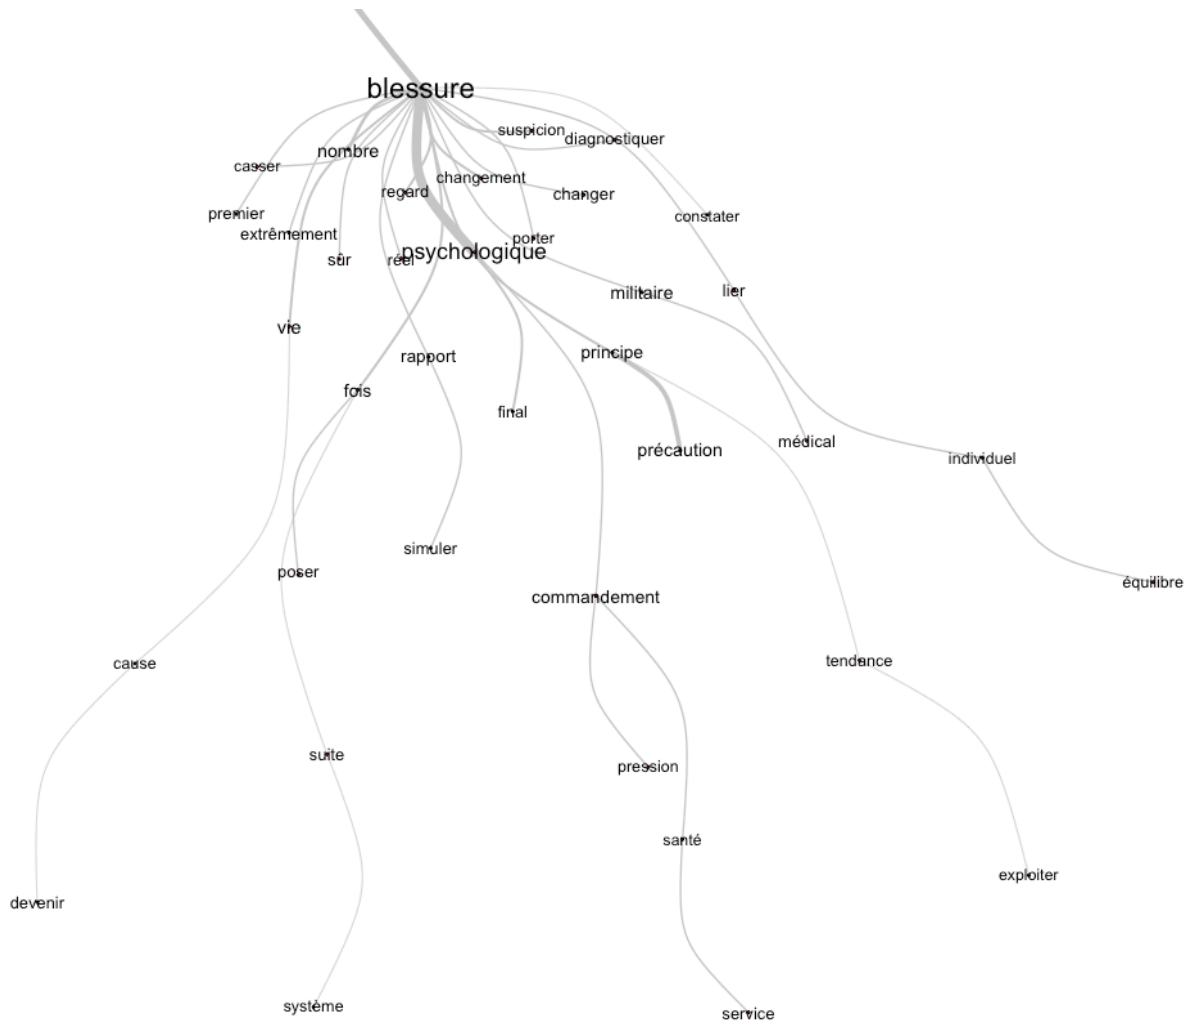 blessure
suspicion
diagnostiquer
nombre
casser
changement
regard
changer
premier
constater
extrêmement
porter
psychologique
sûr
réel
militaire
lier
vie
principe
rapport
fois
final
médical
précaution
individuel
simuler
poser
équilibre
commandement
tendance
cause
suite
pression
santé
exploiter
devenir
système
service